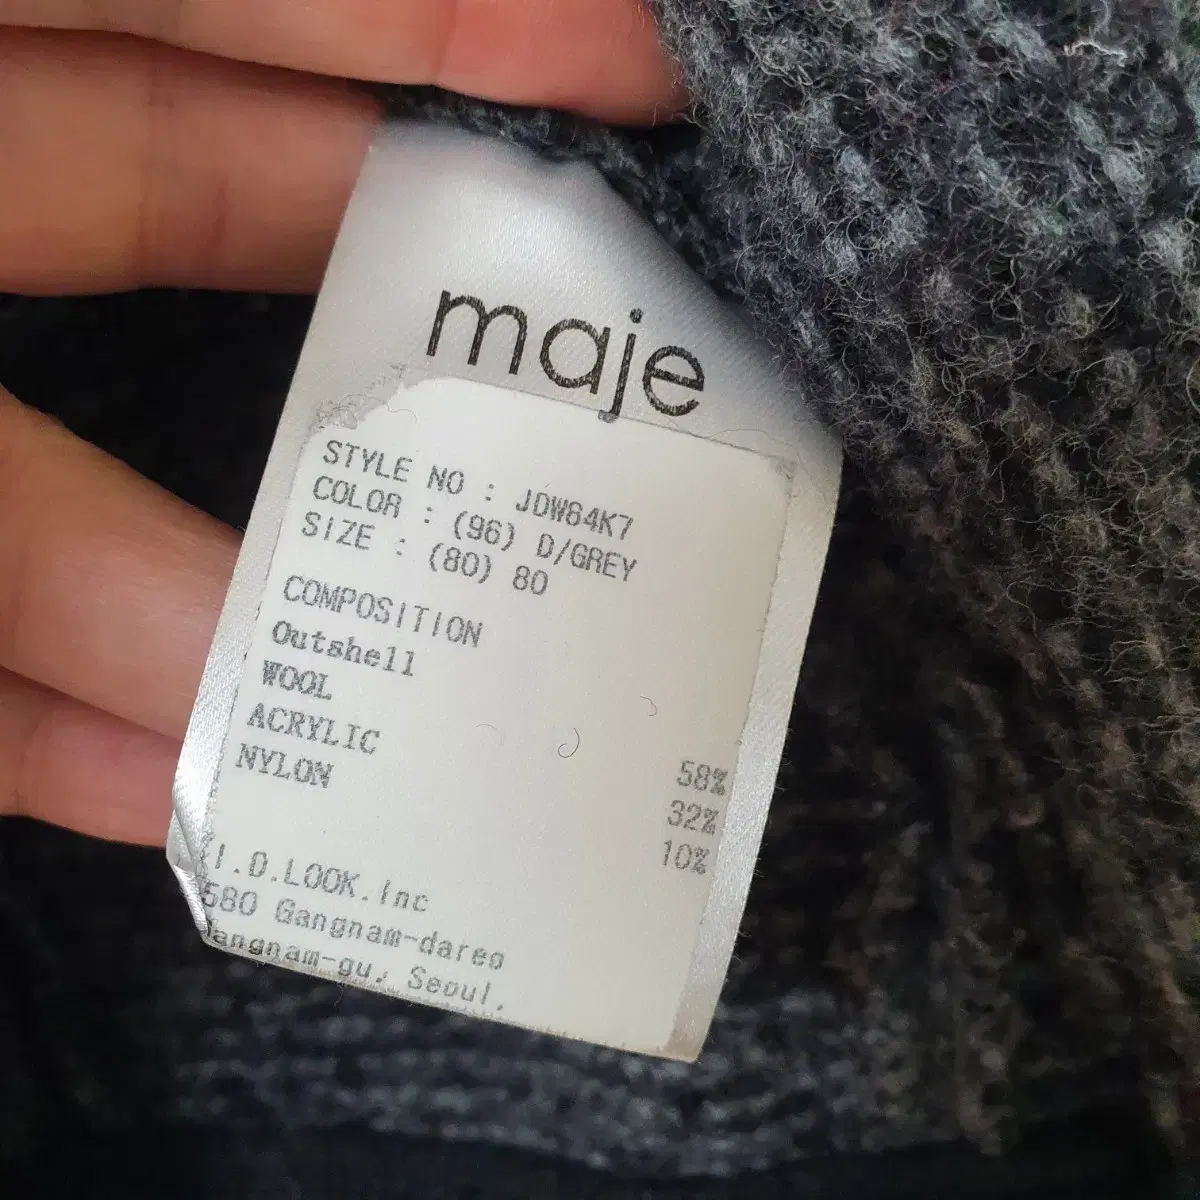 maje
STYLE NO : JDW64K7
COLOR : (96) D/GREY
SIZE : (80) 80
COMPOSITION
Outshell
WOOL 58%
ACRYLIC 32%
NYLON 10%
I.D.LOOK.Inc
580 Gangnam-dareo
angnam-gu, Seoul.